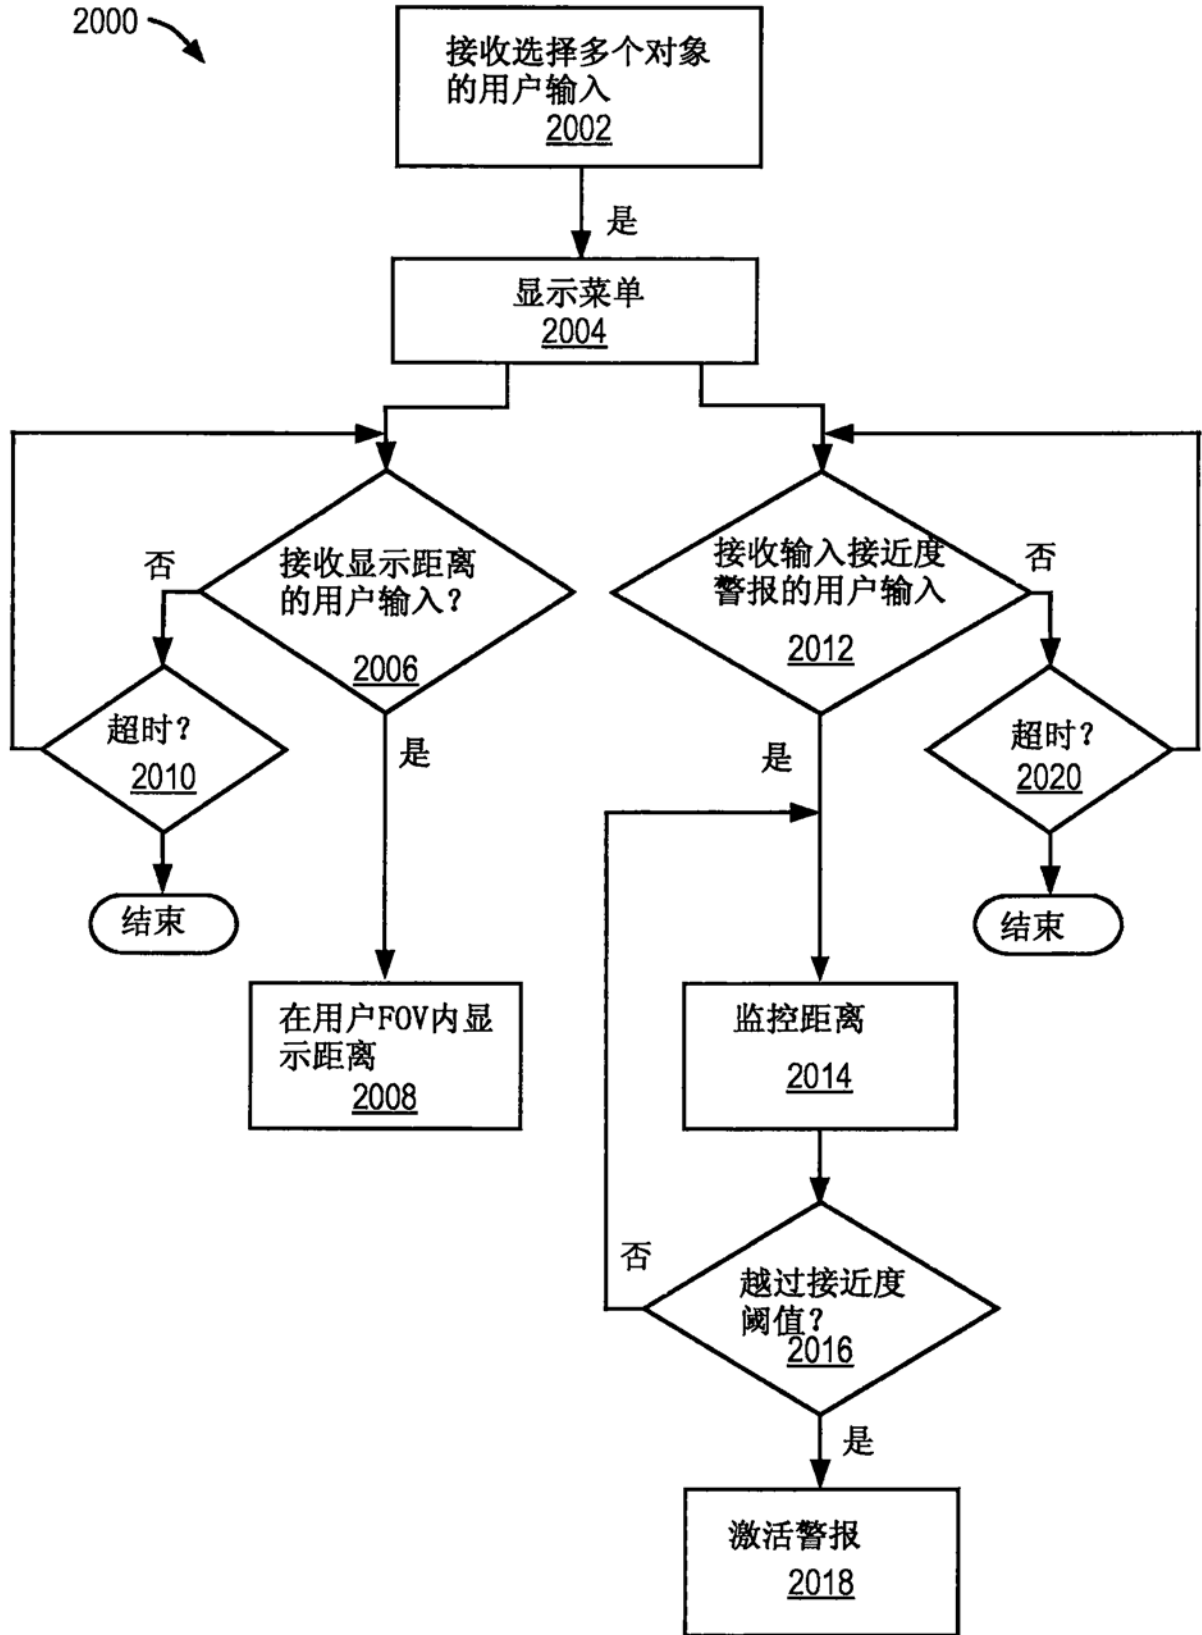 2000
接收选择多个对象
的用户输入
2002
是
显示菜单
2004
否
接收显示距离
的用户输入?
2006
接收输入接近度
警报的用户输入
2012
否
超时?
2010
是
是
超时?
2020
结束
结束
在用户FOV内显
示距离
2008
监控距离
2014
否
越过接近度
阈值?
2016
是
激活警报
2018